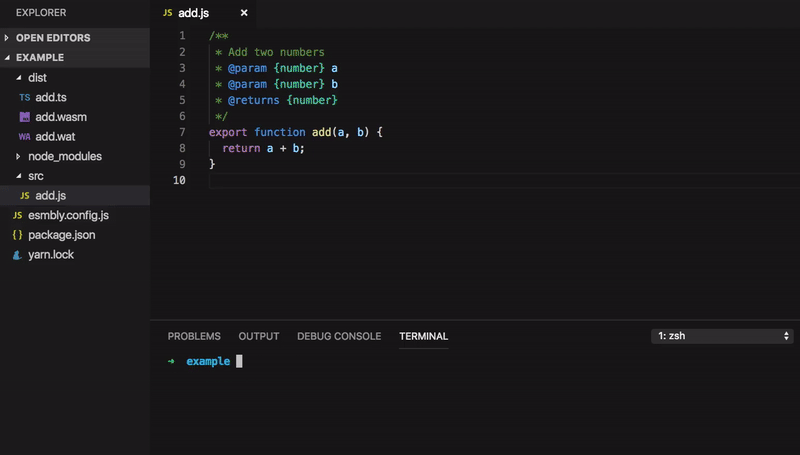 EXPLORER
OPEN EDITORS
EXAMPLE
dist
TS add.ts
add.wasm
WA add.wat
node_modules
src
JS add.js
JS esmbly.config.js
{} package.json
yarn.lock
JS add.js ×
1 /**
2  * Add two numbers
3  * @param {number} a
4  * @param {number} b
5  * @returns {number}
6  */
7 export function add(a, b) {
8   return a + b;
9 }
10
PROBLEMS OUTPUT DEBUG CONSOLE TERMINAL 1: zsh
➜ example